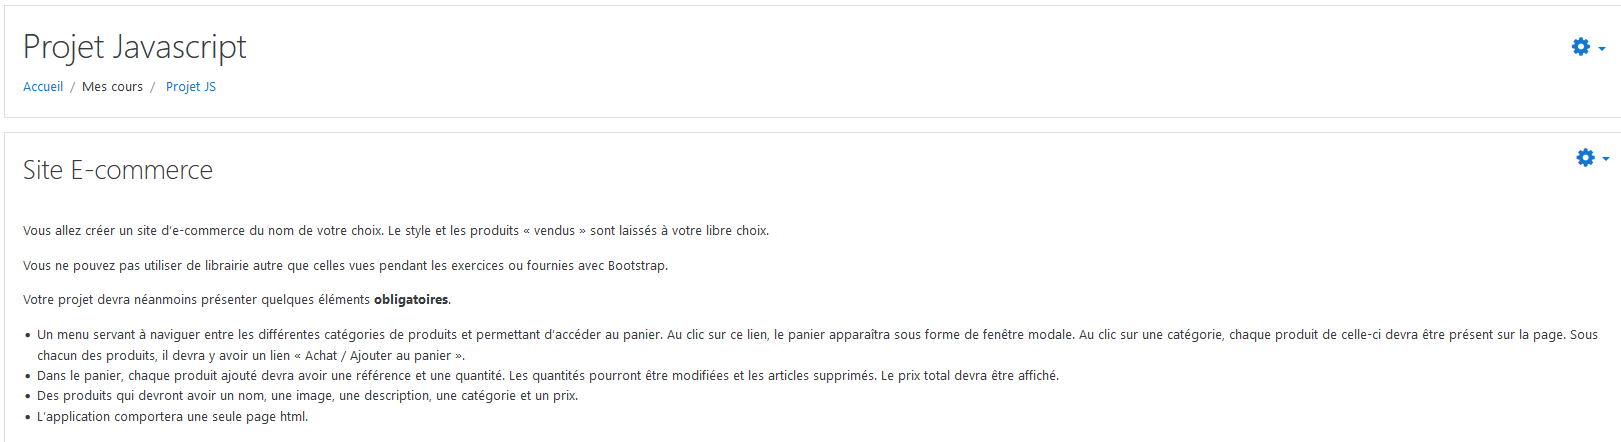 Projet Javascript
Accueil / Mes cours / Projet JS
Site E-commerce
Vous allez créer un site d'e-commerce du nom de votre choix. Le style et les produits « vendus » sont laissés à votre libre choix.
Vous ne pouvez pas utiliser de librairie autre que celles vues pendant les exercices ou fournies avec Bootstrap.
Votre projet devra néanmoins présenter quelques éléments obligatoires.
• Un menu servant à naviguer entre les différentes catégories de produits et permettant d'accéder au panier. Au clic sur ce lien, le panier apparaîtra sous forme de fenêtre modale. Au clic sur une catégorie, chaque produit de celle-ci devra être présent sur la page. Sous
chacun des produits, il devra y avoir un lien « Achat / Ajouter au panier ».
• Dans le panier, chaque produit ajouté devra avoir une référence et une quantité. Les quantités pourront être modifiées et les articles supprimés. Le prix total devra être affiché.
• Des produits qui devront avoir un nom, une image, une description, une catégorie et un prix.
• L'application comportera une seule page html.